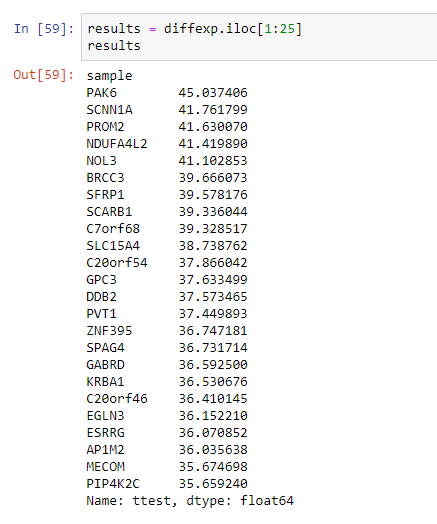 In [59]: results = diffexp.iloc[1:25]
results
Out[59]: sample
PAK6 45.037406
SCNN1A 41.761799
PROM2 41.630070
NDUFA4L2 41.419890
NOL3 41.102853
BRCC3 39.666073
SFRP1 39.578176
SCARB1 39.336044
C7orf68 39.328517
SLC15A4 38.738762
C20orf54 37.866042
GPC3 37.633499
DDB2 37.573465
PVT1 37.449893
ZNF395 36.747181
SPAG4 36.731714
GABRD 36.592500
KRBA1 36.530676
C20orf46 36.410145
EGLN3 36.152210
ESRRG 36.070852
AP1M2 36.035638
MECOM 35.674698
PIP4K2C 35.659240
Name: ttest, dtype: float64